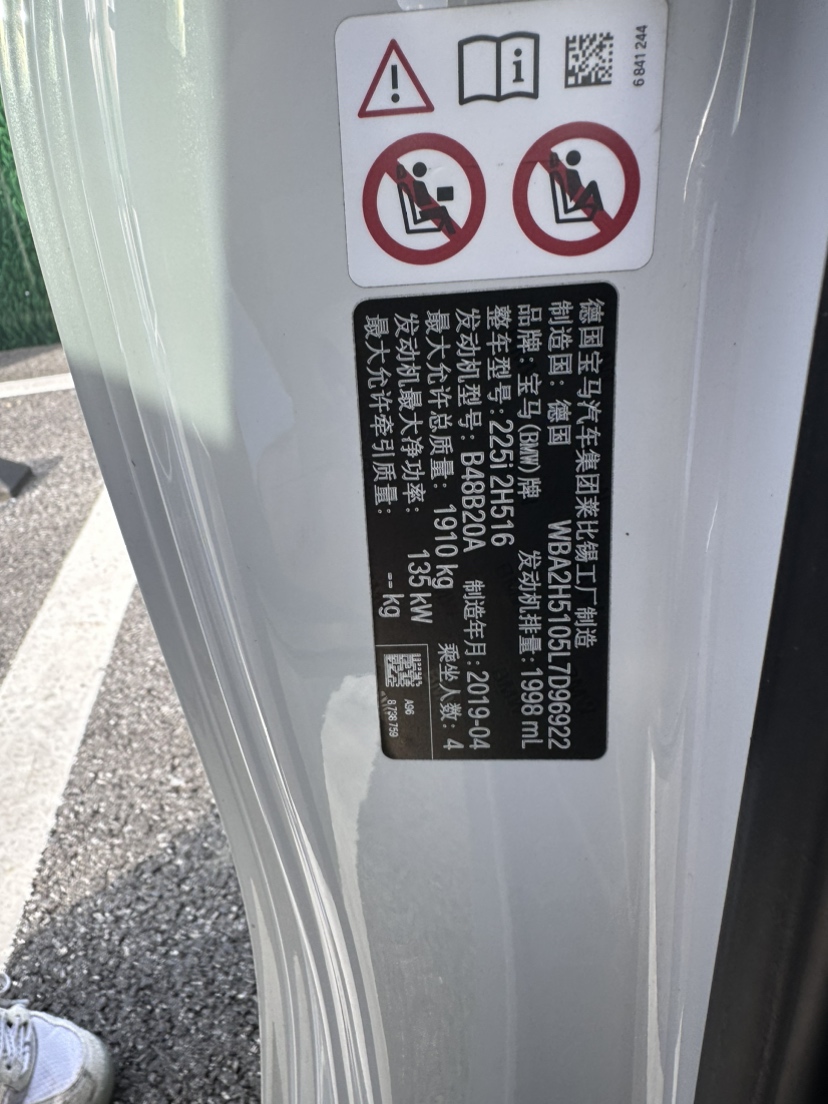 6 841 244
德国宝马汽车集团莱比锡工厂制造
制造国：德国 WBA2H5105L7D96922
品牌：宝马(BMW)牌 发动机排量：1998 mL
整车型号：225i 2H516
发动机型号：B48B20A 制造年月：2019-04
最大允许总质量：1910 kg 乘坐人数：4
发动机最大净功率：135 kW
最大允许牵引质量：-- kg
A96
8 738 759